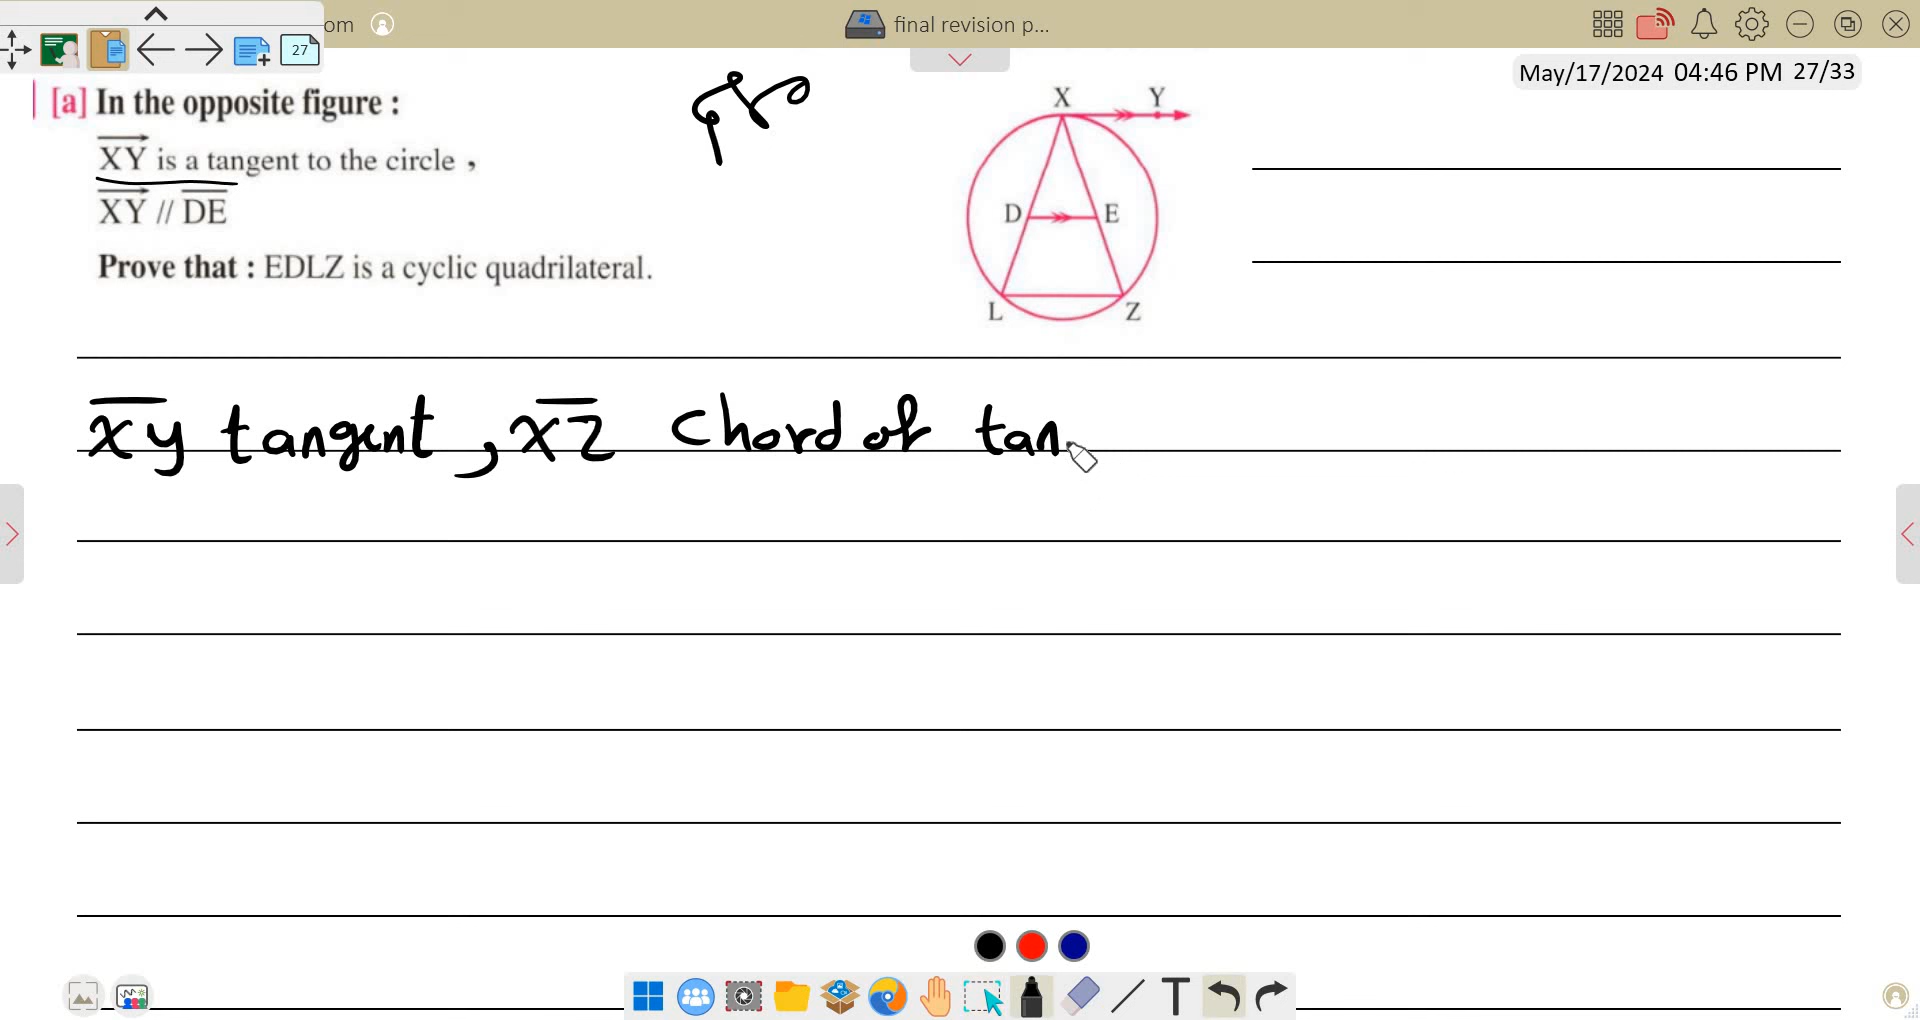 om
final revision p...
27
May/17/2024 04:46 PM 27/33
[a] In the opposite figure :
XY is a tangent to the circle ,
XY // DE
Prove that : EDLZ is a cyclic quadrilateral.
X Y
D E
L Z
xy tangent , xz chord of tan
T